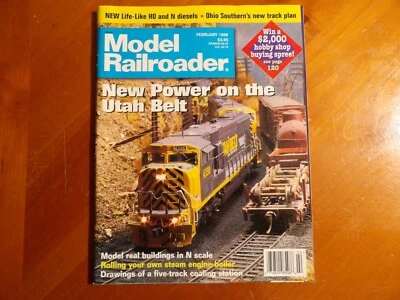 NEW Life-Like HO and N diesels • Ohio Southern's new track plan
FEBRUARY 1998
$3.95
Model
Railroader
Win a
$2,000
hobby shop
buying spree!
see page
120
New Power on the
Utah Belt
Model real buildings in N scale
Rolling your own steam engine boiler
Drawings of a five-track coaling station